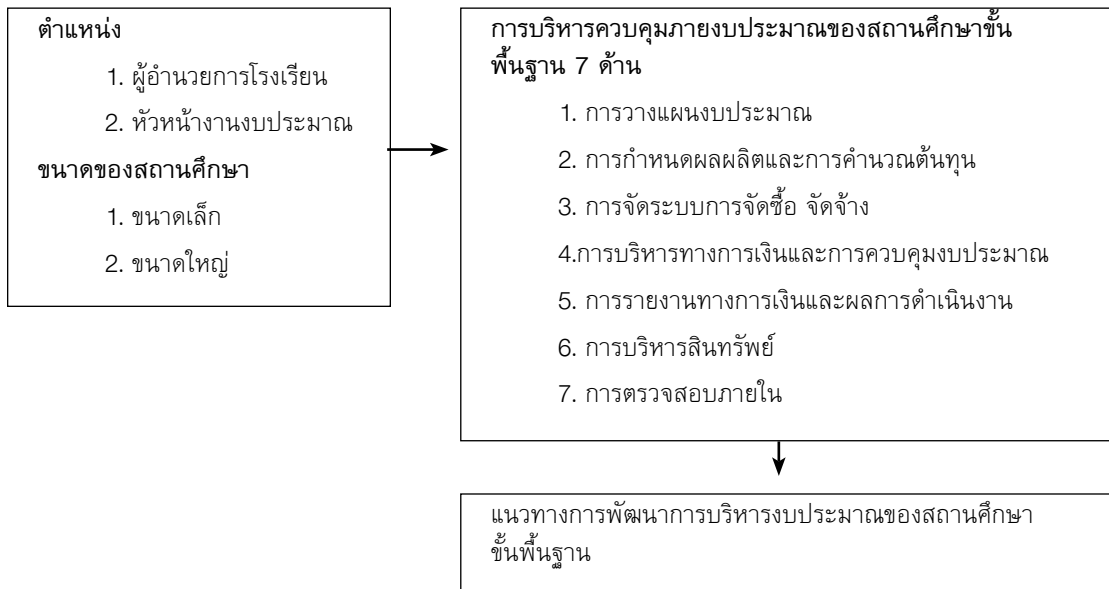 ตำแหน่ง
1. ผู้อำนวยการโรงเรียน
2. หัวหน้างานงบประมาณ
ขนาดของสถานศึกษา
1. ขนาดเล็ก
2. ขนาดใหญ่
การบริหารควบคุมภายงบประมาณของสถานศึกษาขั้น
พื้นฐาน 7 ด้าน
1. การวางแผนงบประมาณ
2. การกำหนดผลผลิตและการคำนวณต้นทุน
3. การจัดระบบการจัดซื้อ จัดจ้าง
4.การบริหารทางการเงินและการควบคุมงบประมาณ
5. การรายงานทางการเงินและผลการดำเนินงาน
6. การบริหารสินทรัพย์
7. การตรวจสอบภายใน
แนวทางการพัฒนาการบริหารงบประมาณของสถานศึกษา
ขั้นพื้นฐาน